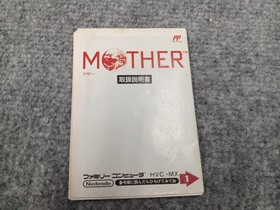 MOTHER™
マザー
取扱説明書
ファミリーコンピュータ HVC-MX
Nintendo
1